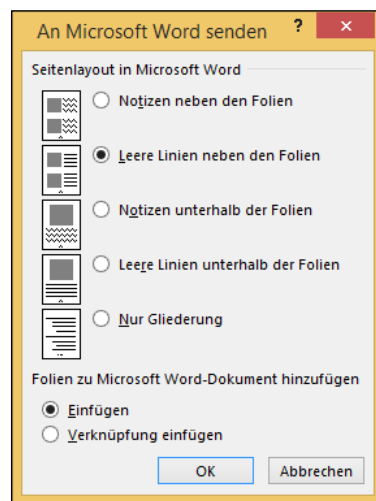 An Microsoft Word senden ? ×
Seitenlayout in Microsoft Word
Notizen neben den Folien
Leere Linien neben den Folien
Notizen unterhalb der Folien
Leere Linien unterhalb der Folien
Nur Gliederung
Folien zu Microsoft Word-Dokument hinzufügen
Einfügen
Verknüpfung einfügen
OK Abbrechen